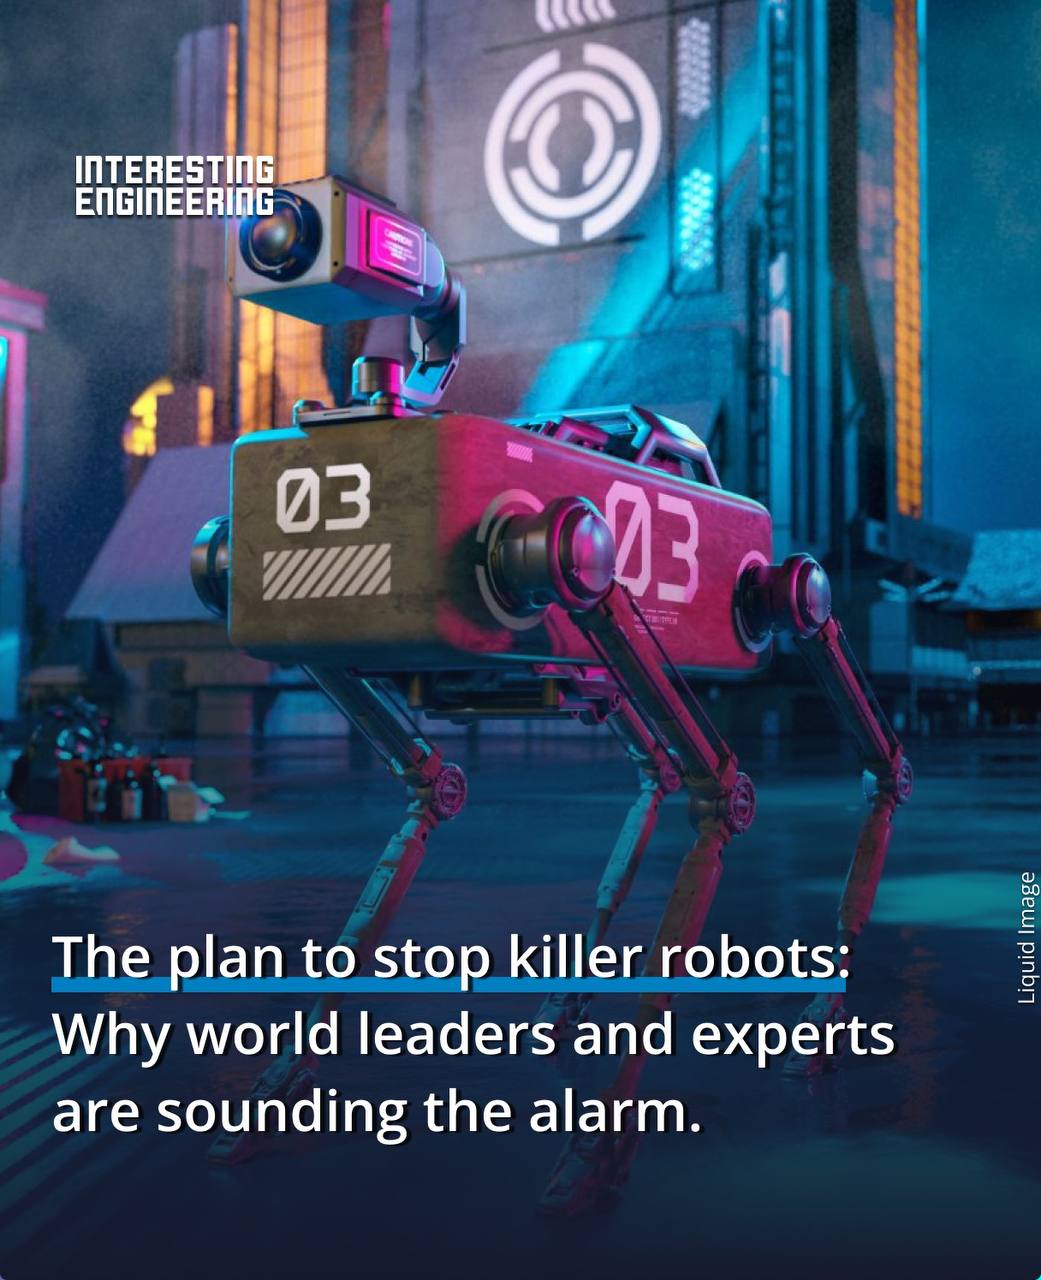 INTERESTING
ENGINEERING
CAUTION
03
03
The plan to stop killer robots:
Why world leaders and experts
are sounding the alarm.
Liquid Image